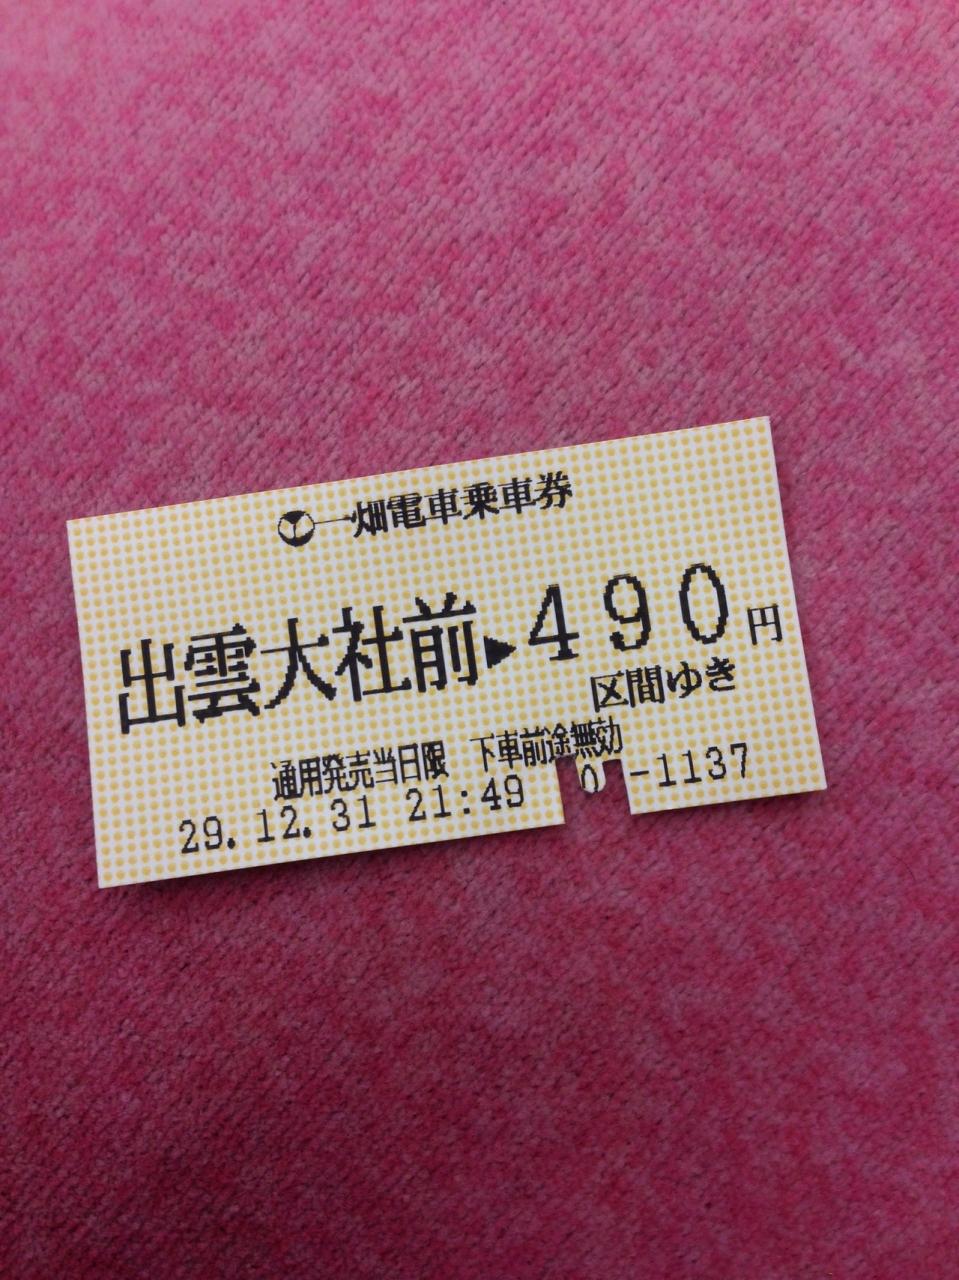 一畑電車乗車券
出雲大社前▶490円
区間ゆき
通用発売当日限 下車前途無効
29.12.31 21:49 0 -1137